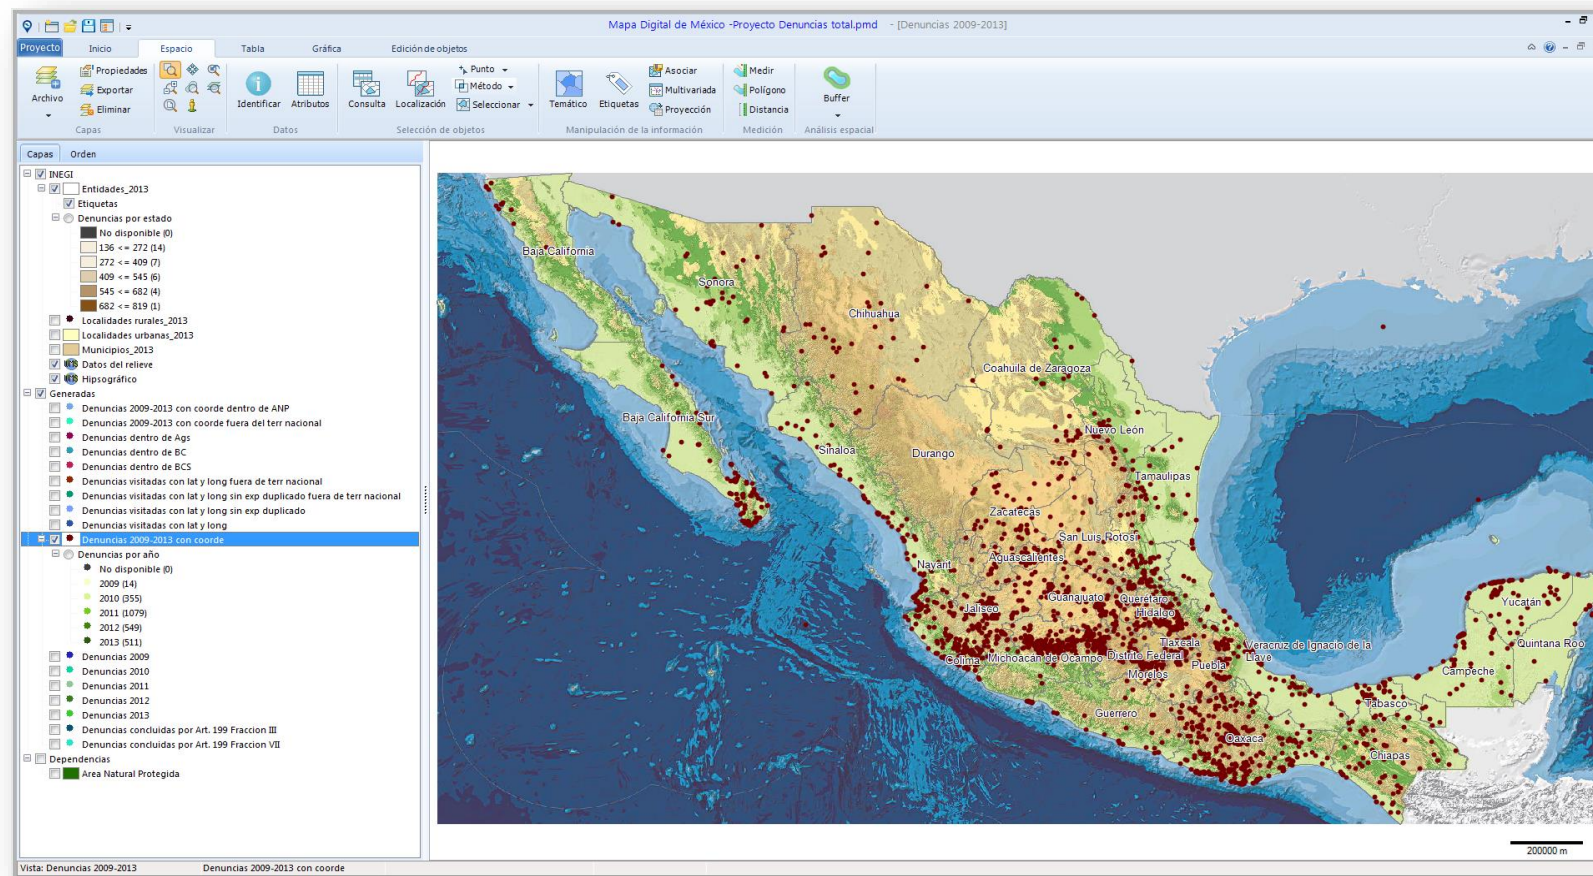 Mapa Digital de México -Proyecto Denuncias total.pmd - [Denuncias 2009-2013]
Proyecto Inicio Espacio Tabla Gráfica Edición de objetos
Archivo
Propiedades
Exportar
Eliminar
Capas
Visualizar
Identificar Atributos
Datos
Consulta Localización
Punto
Método
Seleccionar
Selección de objetos
Temático Etiquetas
Asociar
Multivariada
Proyección
Manipulación de la información
Medir
Polígono
Distancia
Medición
Buffer
Análisis espacial
Capas Orden
INEGI
Entidades_2013
Etiquetas
Denuncias por estado
No disponible (0)
136 <= 272 (14)
272 <= 409 (7)
409 <= 545 (6)
545 <= 682 (4)
682 <= 819 (1)
Localidades rurales_2013
Localidades urbanas_2013
Municipios_2013
Datos del relieve
Hipsográfico
Generadas
Denuncias 2009-2013 con coorde dentro de ANP
Denuncias 2009-2013 con coorde fuera del terr nacional
Denuncias dentro de Ags
Denuncias dentro de BC
Denuncias dentro de BCS
Denuncias visitadas con lat y long fuera de terr nacional
Denuncias visitadas con lat y long sin exp duplicado fuera de terr nacional
Denuncias visitadas con lat y long sin exp duplicado
Denuncias visitadas con lat y long
Denuncias 2009-2013 con coorde
Denuncias por año
No disponible (0)
2009 (14)
2010 (355)
2011 (1079)
2012 (549)
2013 (511)
Denuncias 2009
Denuncias 2010
Denuncias 2011
Denuncias 2012
Denuncias 2013
Denuncias concluidas por Art. 199 Fraccion III
Denuncias concluidas por Art. 199 Fraccion VII
Dependencias
Area Natural Protegida
Baja California
Sonora
Chihuahua
Coahuila de Zaragoza
Baja California Sur
Nuevo León
Sinaloa
Durango
Tamaulipas
Zacatecas
San Luis Potosí
Aguascalientes
Nayarit
Guanajuato
Querétaro
Yucatán
Jalisco
Hidalgo
Tlaxcala
Veracruz de Ignacio de la
Llave
Quintana Roo
Colima
Michoacán de Ocampo
Distrito Federal
Puebla
Campeche
Morelos
Tabasco
Guerrero
Oaxaca
Chiapas
200000 m
Vista: Denuncias 2009-2013 Denuncias 2009-2013 con coorde